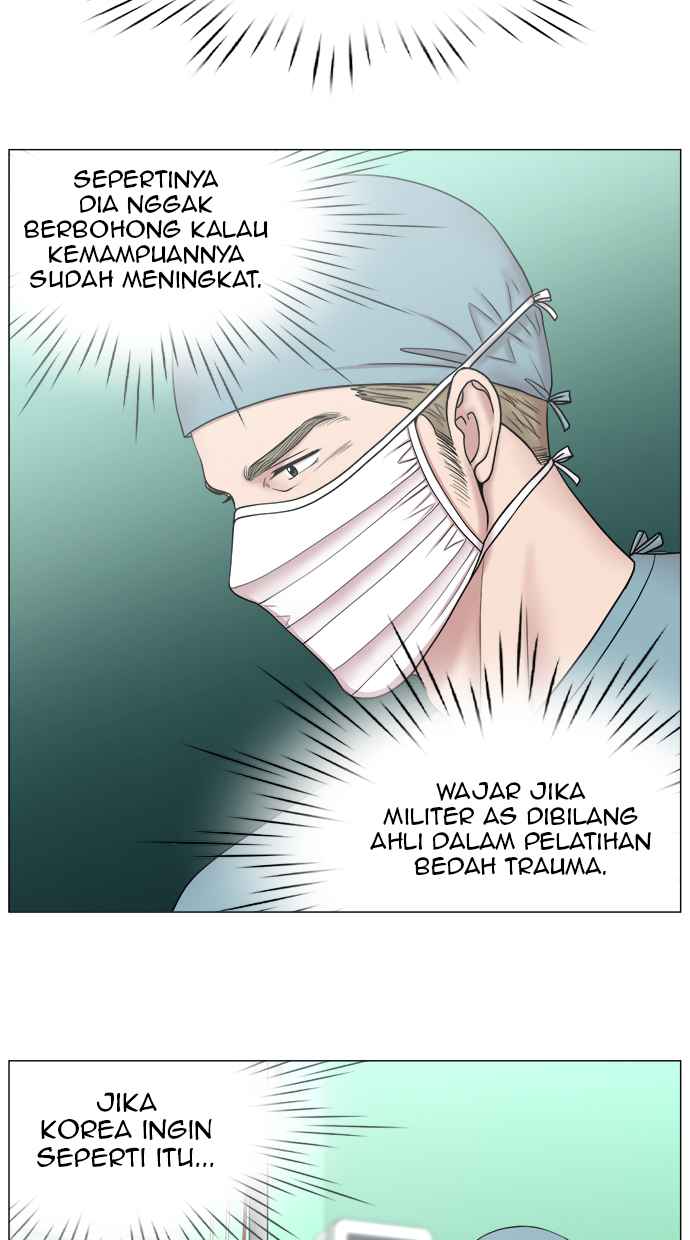 SEPERTINYA
DIA NGGAK
BERBOHONG KALAU
KEMAMPUANNYA
SUDAH MENINGKAT.
WAJAR JIKA
MILITER AS DIBILANG
AHLI DALAM PELATIHAN
BEDAH TRAUMA.
JIKA
KOREA INGIN
SEPERTI ITU...